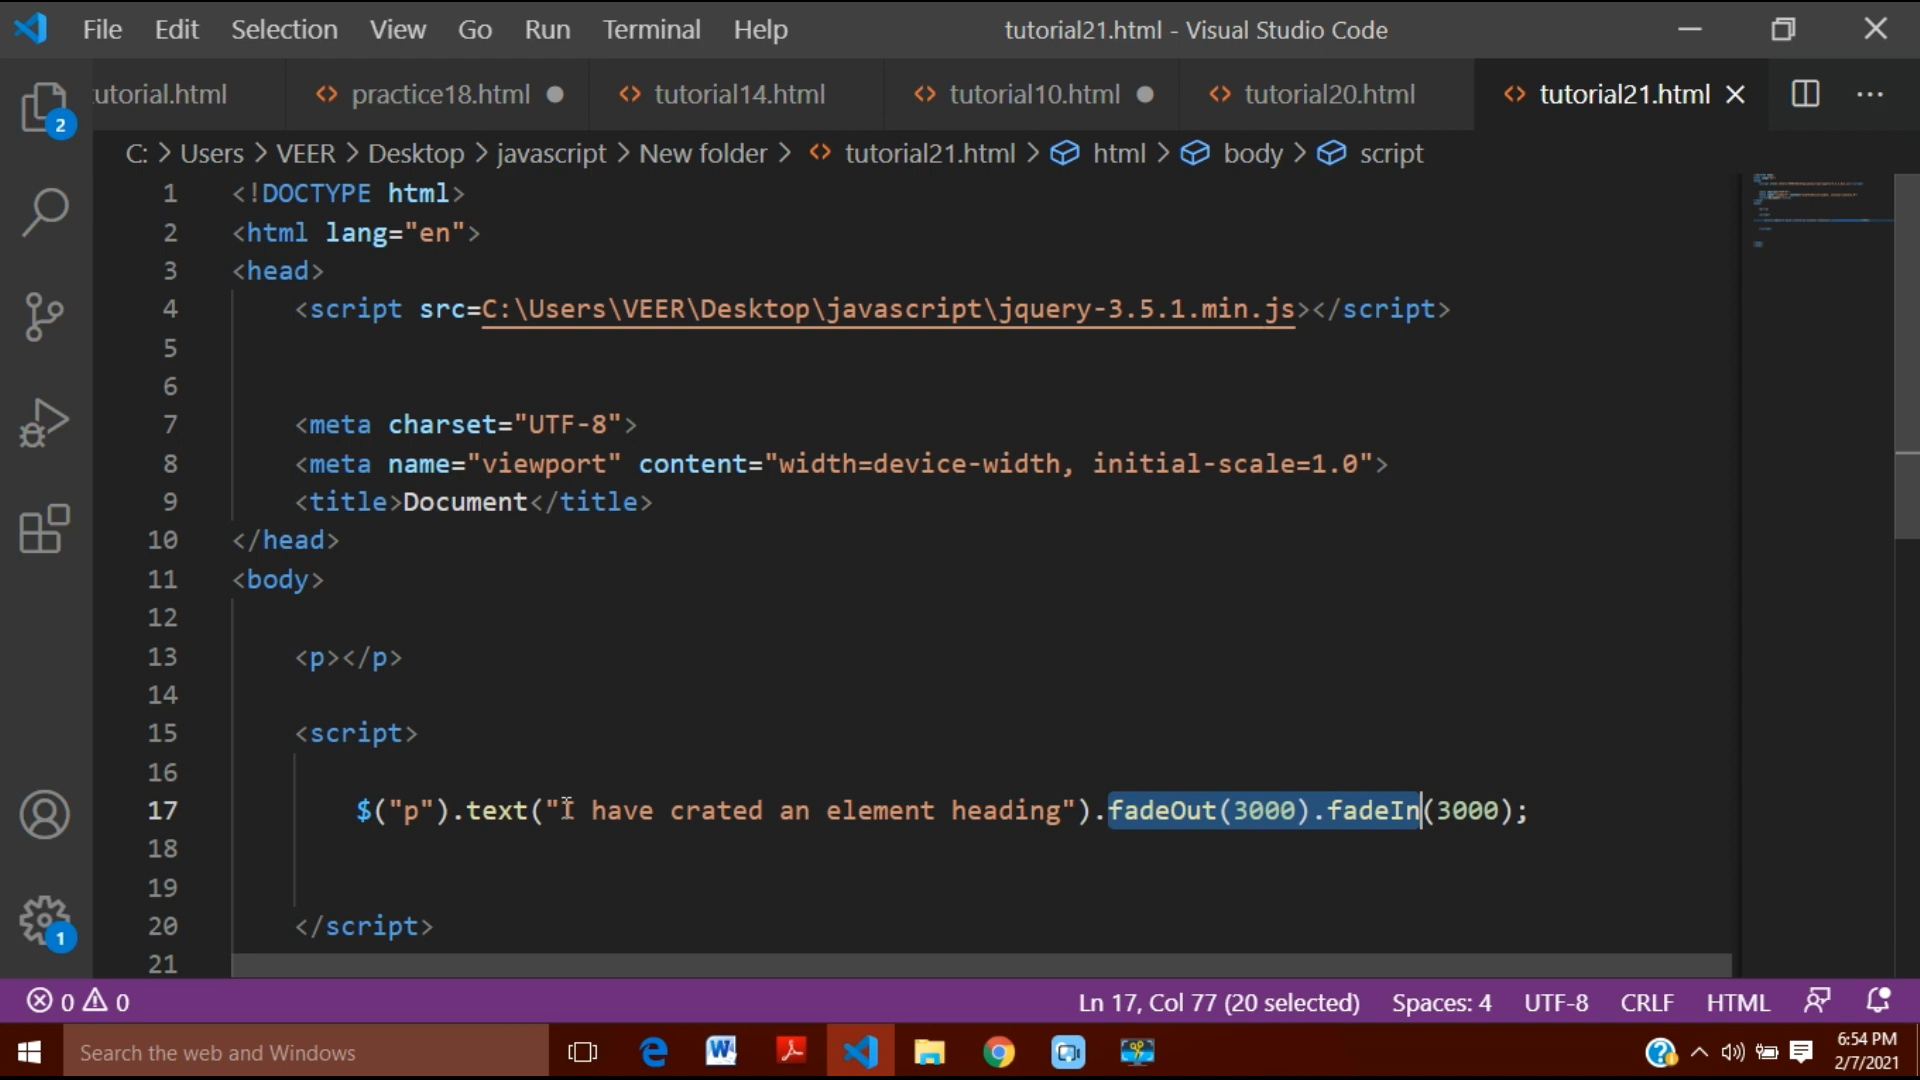 File Edit Selection View Go Run Terminal Help tutorial21.html - Visual Studio Code
utorial.html practice18.html tutorial14.html tutorial10.html tutorial20.html tutorial21.html
C: > Users > VEER > Desktop > javascript > New folder > tutorial21.html > html > body > script
1 <!DOCTYPE html>
2 <html lang="en">
3 <head>
4 <script src=C:\Users\VEER\Desktop\javascript\jquery-3.5.1.min.js></script>
5
6
7 <meta charset="UTF-8">
8 <meta name="viewport" content="width=device-width, initial-scale=1.0">
9 <title>Document</title>
10 </head>
11 <body>
12
13 <p></p>
14
15 <script>
16
17 $("p").text("I have crated an element heading").fadeOut(3000).fadeIn(3000);
18
19
20 </script>
21
2
1
0 0 Ln 17, Col 77 (20 selected) Spaces: 4 UTF-8 CRLF HTML
Search the web and Windows
6:54 PM
2/7/2021